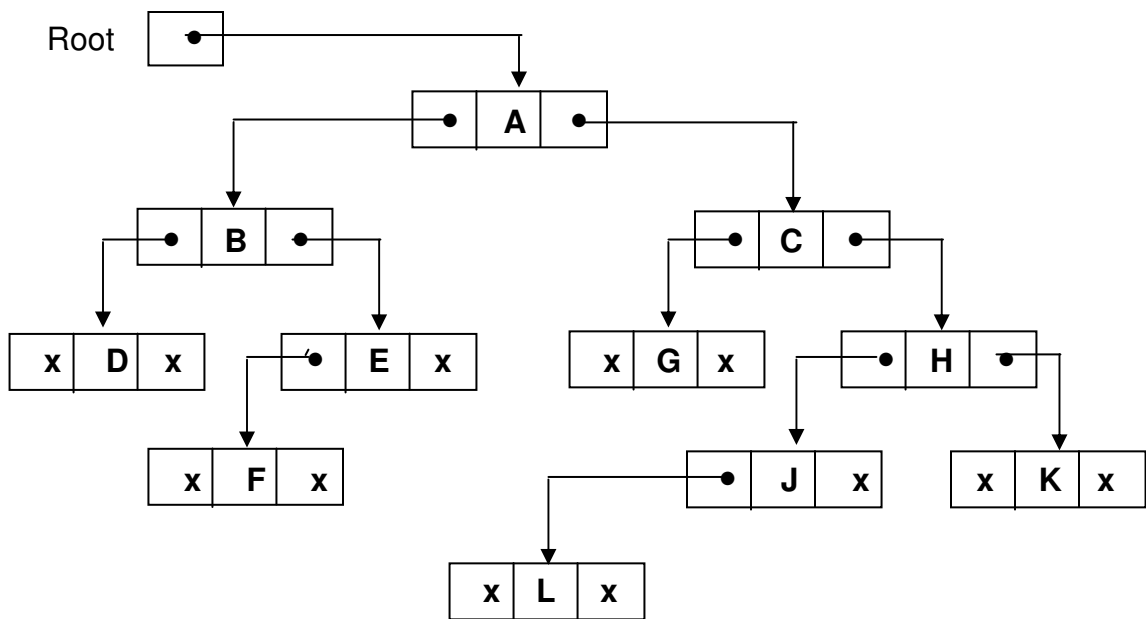 Root
A
B C
x D x E x x G x H
x F x J x x K x
x L x